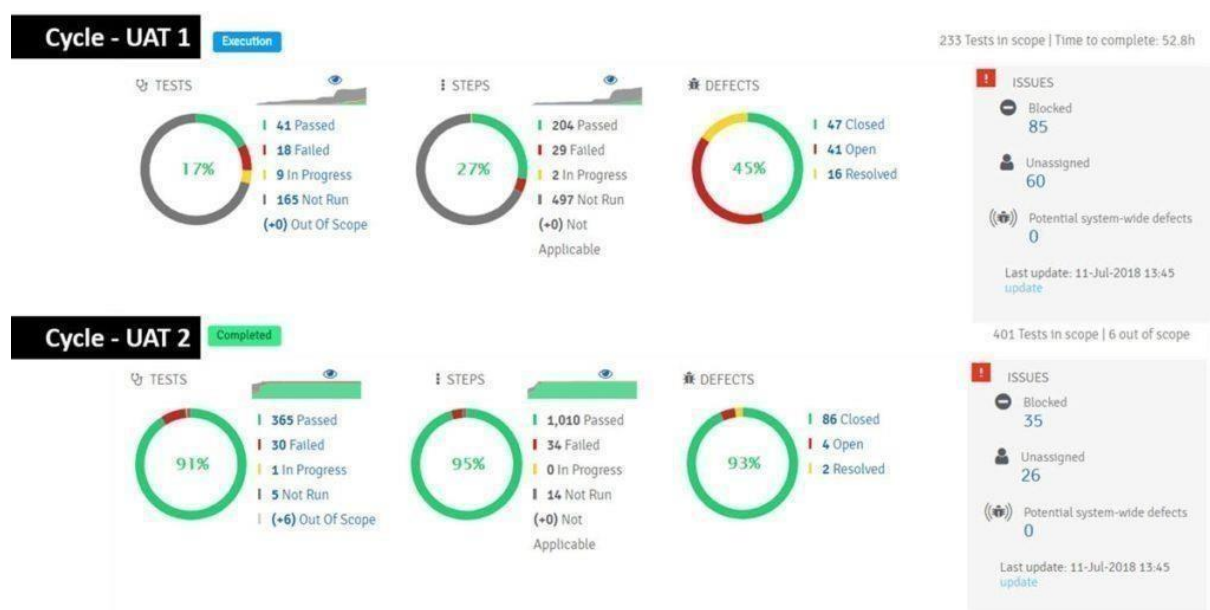 Cycle - UAT 1
Execution
233 Tests in scope | Time to complete: 52.8h
TESTS
17%
41 Passed
18 Failed
9 In Progress
165 Not Run
(+0) Out Of Scope
STEPS
27%
204 Passed
29 Failed
2 In Progress
497 Not Run
(+0) Not
Applicable
DEFECTS
45%
47 Closed
41 Open
16 Resolved
ISSUES
Blocked
85
Unassigned
60
Potential system-wide defects
0
Last update: 11-Jul-2018 13:45
update
Cycle - UAT 2
Completed
401 Tests in scope | 6 out of scope
TESTS
91%
365 Passed
30 Failed
1 In Progress
5 Not Run
(+6) Out Of Scope
STEPS
95%
1,010 Passed
34 Failed
0 In Progress
14 Not Run
(+0) Not
Applicable
DEFECTS
93%
86 Closed
4 Open
2 Resolved
ISSUES
Blocked
35
Unassigned
26
Potential system-wide defects
0
Last update: 11-Jul-2018 13:45
update